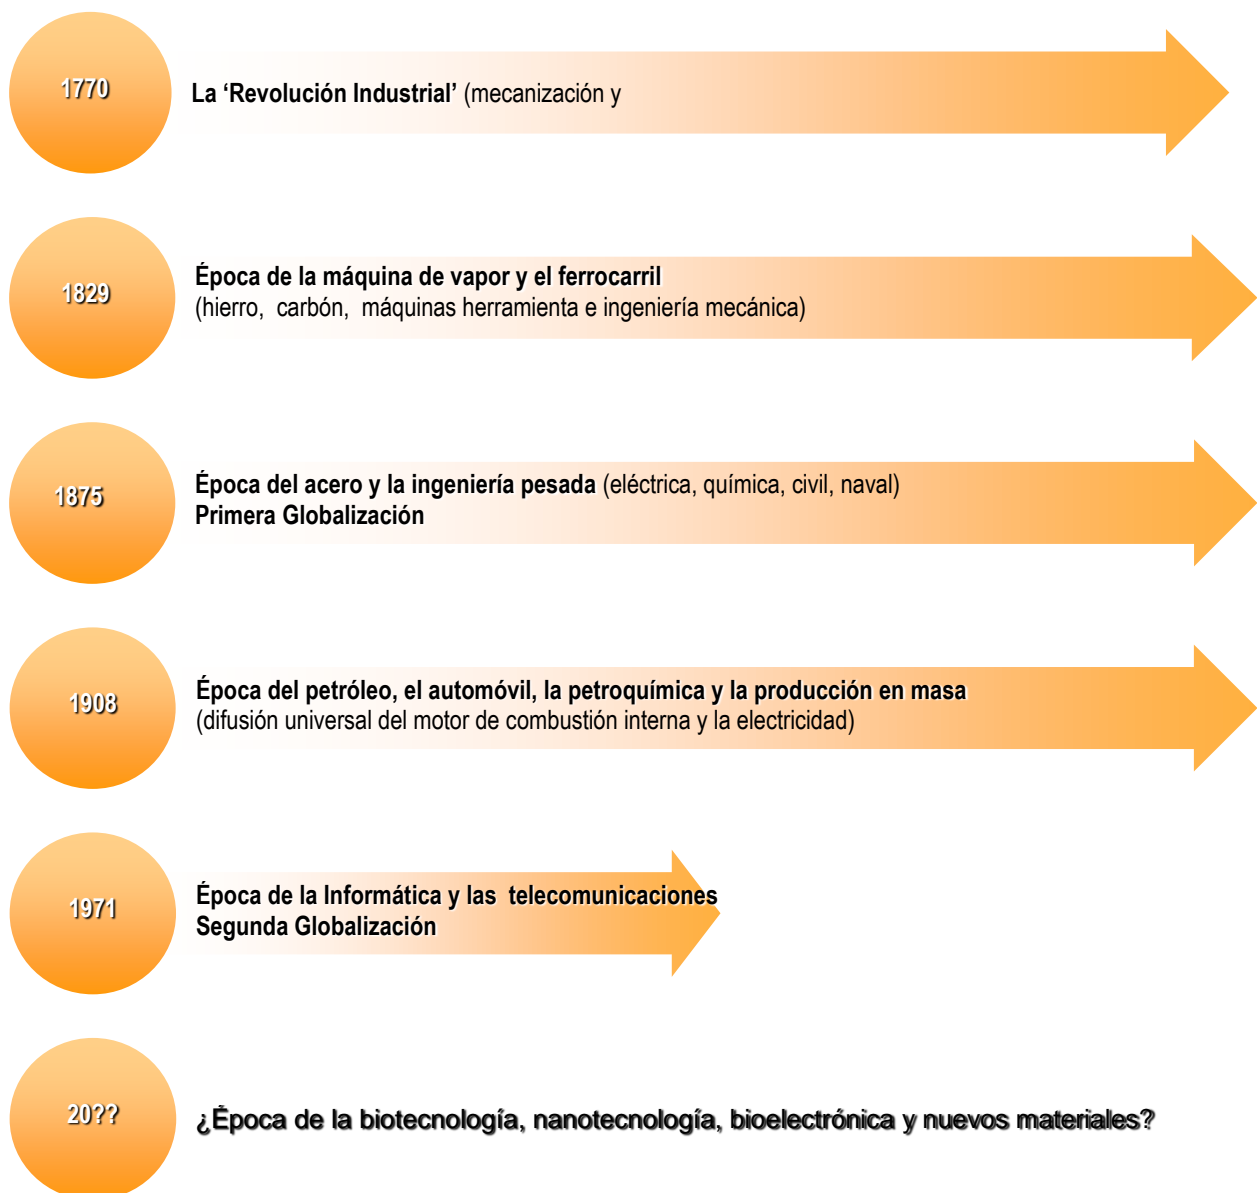 1770
La ‘Revolución Industrial’ (mecanización y
1829
Época de la máquina de vapor y el ferrocarril
(hierro, carbón, máquinas herramienta e ingeniería mecánica)
1875
Época del acero y la ingeniería pesada (eléctrica, química, civil, naval)
Primera Globalización
1908
Época del petróleo, el automóvil, la petroquímica y la producción en masa
(difusión universal del motor de combustión interna y la electricidad)
1971
Época de la Informática y las telecomunicaciones
Segunda Globalización
20??
¿Época de la biotecnología, nanotecnología, bioelectrónica y nuevos materiales?